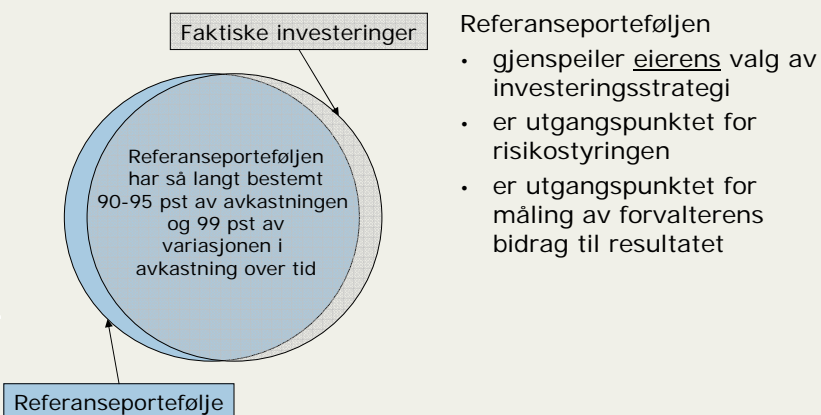 Faktiske investeringer
Referanseporteføljen
har så langt bestemt
90-95 pst av avkastningen
og 99 pst av
variasjonen i
avkastning over tid
Referanseportefølje
Referanseporteføljen
• gjenspeiler eierens valg av
investeringsstrategi
• er utgangspunktet for
risikostyringen
• er utgangspunktet for
måling av forvalterens
bidrag til resultatet